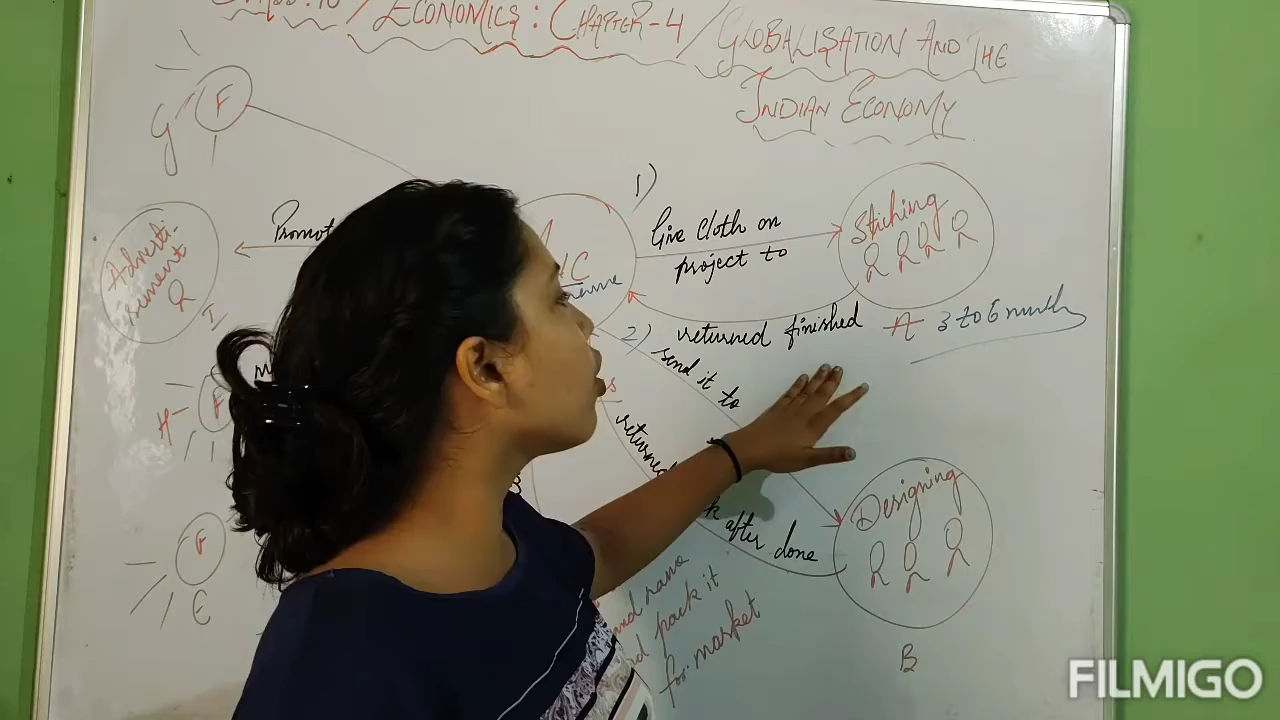 ECONOMICS: CHAPTER-4 / GLOBALISATION AND THE
INDIAN ECONOMY
F
G
Adverti-
sement
I
Promot
1)
Give cloth on
project to
Stiching
A 3 to 6 month
2)
returned finished
send it to
returned
after done
Designing
B
F
H
F
E
pack it
for market
FILMIGO